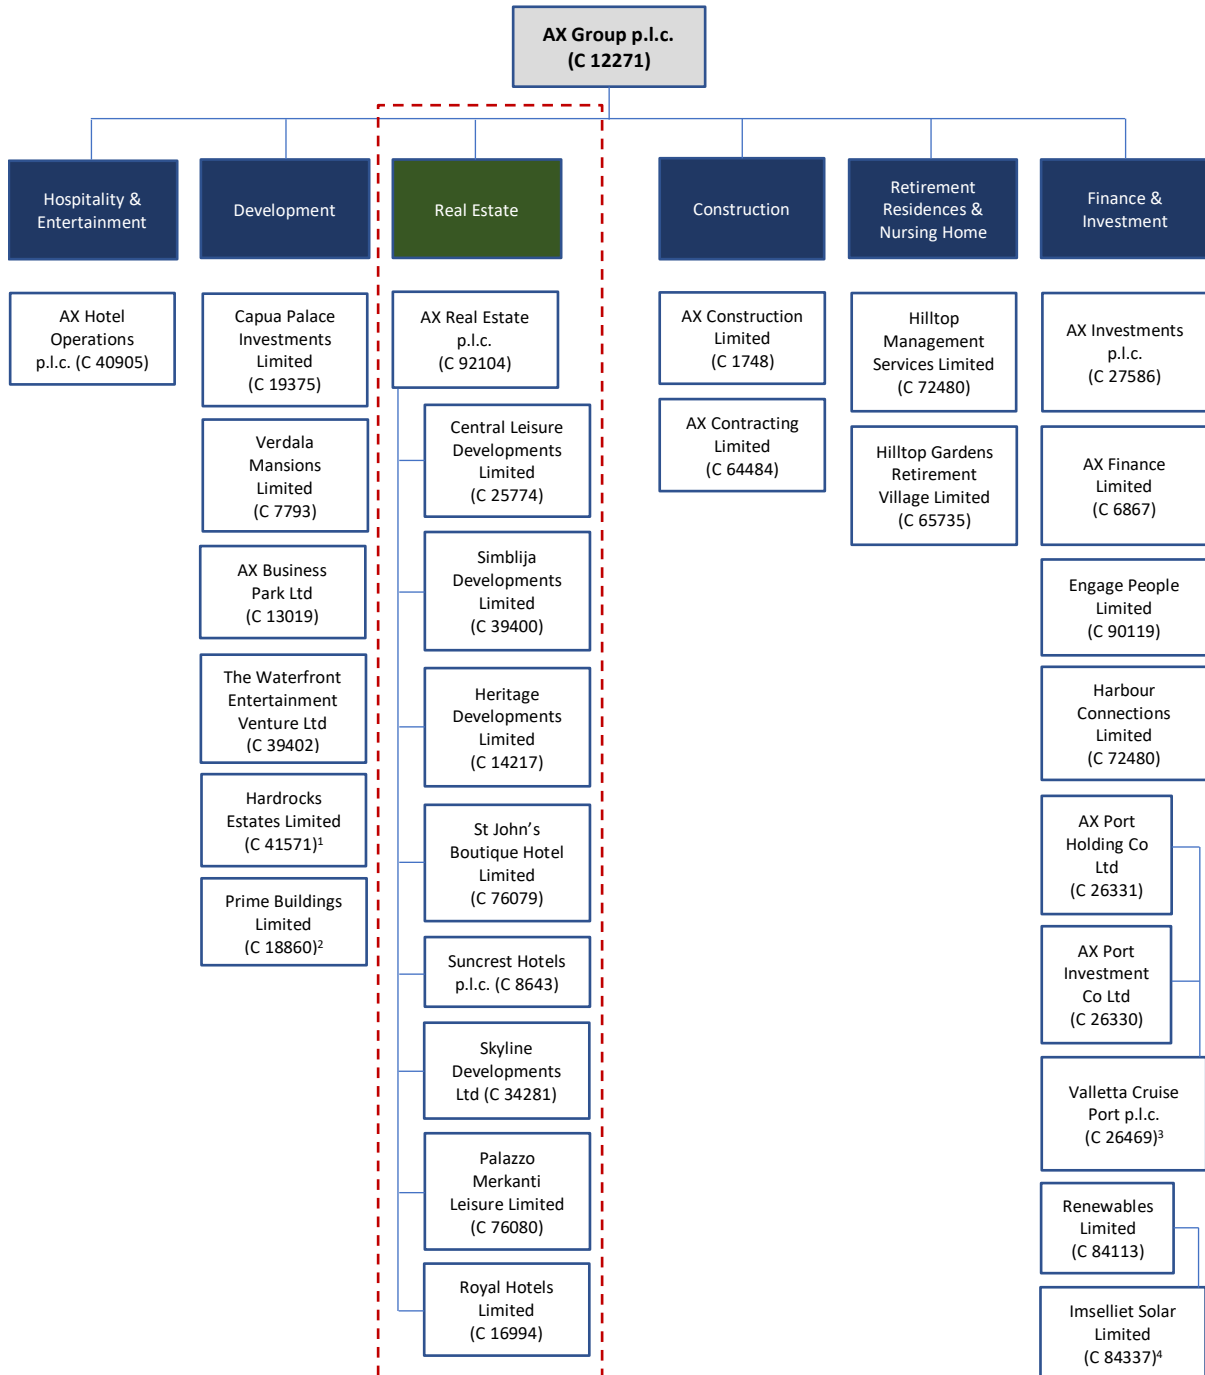 AX Group p.l.c.
(C 12271)
Hospitality &
Entertainment
Development
Real Estate
Construction
Retirement
Residences &
Nursing Home
Finance &
Investment
AX Hotel
Operations
p.l.c. (C 40905)
Capua Palace
Investments
Limited
(C 19375)
Verdala
Mansions
Limited
(C 7793)
AX Business
Park Ltd
(C 13019)
The Waterfront
Entertainment
Venture Ltd
(C 39402)
Hardrocks
Estates Limited
(C 41571)¹
Prime Buildings
Limited
(C 18860)²
AX Real Estate
p.l.c.
(C 92104)
Central Leisure
Developments
Limited
(C 25774)
Simblija
Developments
Limited
(C 39400)
Heritage
Developments
Limited
(C 14217)
St John’s
Boutique Hotel
Limited
(C 76079)
Suncrest Hotels
p.l.c. (C 8643)
Skyline
Developments
Ltd (C 34281)
Palazzo
Merkanti
Leisure Limited
(C 76080)
Royal Hotels
Limited
(C 16994)
AX Construction
Limited
(C 1748)
AX Contracting
Limited
(C 64484)
Hilltop
Management
Services Limited
(C 72480)
Hilltop Gardens
Retirement
Village Limited
(C 65735)
AX Investments
p.l.c.
(C 27586)
AX Finance
Limited
(C 6867)
Engage People
Limited
(C 90119)
Harbour
Connections
Limited
(C 72480)
AX Port
Holding Co
Ltd
(C 26331)
AX Port
Investment
Co Ltd
(C 26330)
Valletta Cruise
Port p.l.c.
(C 26469)³
Renewables
Limited
(C 84113)
Imselliet Solar
Limited
(C 84337)⁴